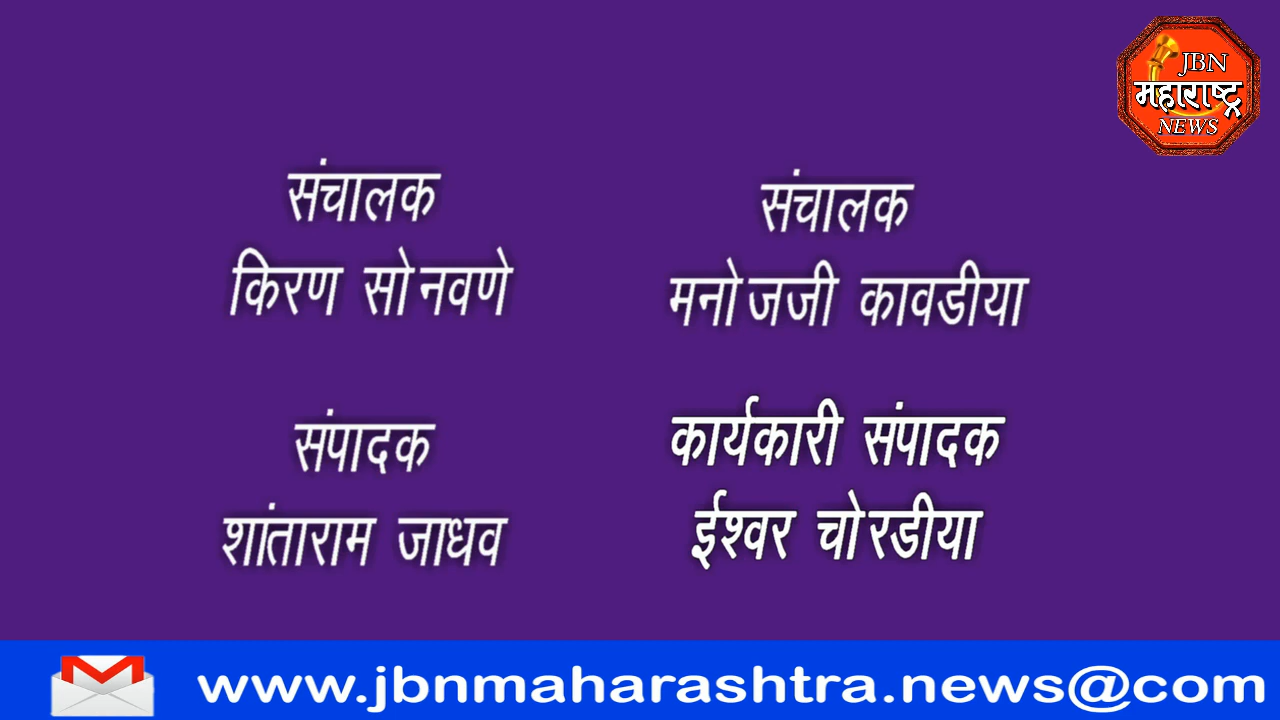 JBN
महाराष्ट्र
NEWS
संचालक
किरण सोनवणे
संचालक
मनोजजी कावडीया
संपादक
शांताराम जाधव
कार्यकारी संपादक
ईश्वर चोरडीया
www.jbnmaharashtra.news@com